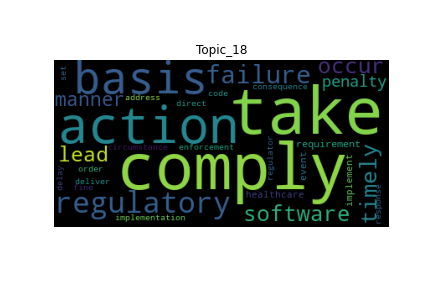 Topic_18
set
basis
failure
occur
consequence
penalty
manner
address
code
direct
take
action
timely
lead
circumstance
enforcement
regulator
requirement
event
comply
order
delay
deliver
fine
healthcare
implement
response
regulatory
software
implementation